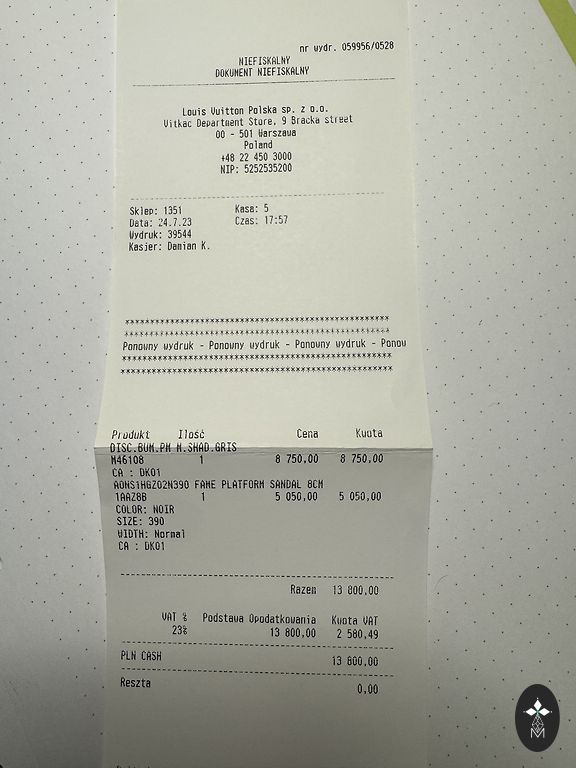 nr wydr. 059956/0528
NIEFISKALNY
DOKUMENT NIEFISKALNY
Louis Vuitton Polska sp. z o.o.
Vitkac Department Store, 9 Bracka street
00 - 501 Warszawa
Poland
+48 22 450 3000
NIP: 5252535200
Sklep: 1351 Kasa: 5
Data: 24.7.23 Czas: 17:57
Wydruk: 39544
Kasjer: Damian K.
Ponowny wydruk - Ponowny wydruk - Ponowny wydruk - Ponow
Produkt Ilość Cena Kwota
DISC.BUM.PM M.SHAD.GRIS
M46108 1 8 750,00 8 750,00
CA : DK01
AONS1HGZ02N390 FAME PLATFORM SANDAL 8CM
1AAZ8B 1 5 050,00 5 050,00
COLOR: NOIR
SIZE: 390
WIDTH: Normal
CA : DK01
Razem 13 800,00
VAT % Podstawa Opodatkowania Kwota VAT
23% 13 800,00 2 580,49
PLN CASH 13 800,00
Reszta 0,00
M